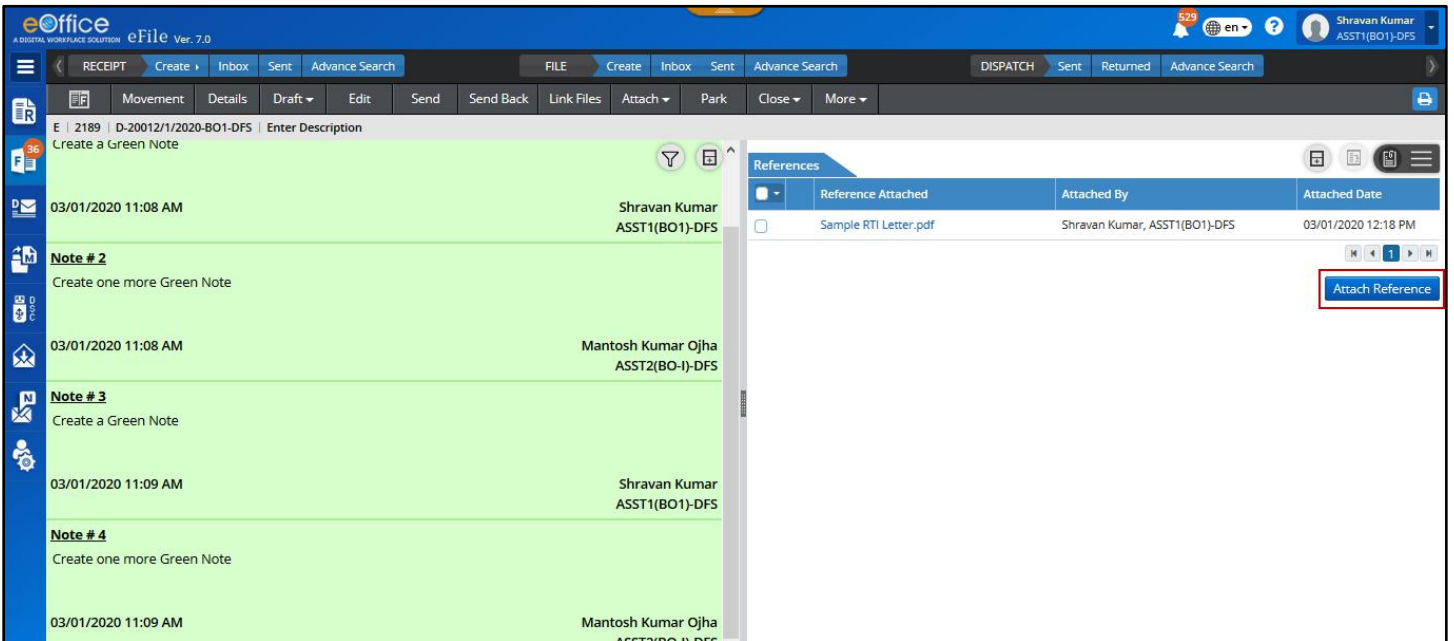 eOffice
A DIGITAL WORKPLACE SOLUTION eFile Ver. 7.0
529 en ? Shravan Kumar
ASST1(BO1)-DFS
RECEIPT Create Inbox Sent Advance Search FILE Create Inbox Sent Advance Search DISPATCH Sent Returned Advance Search
Movement Details Draft Edit Send Send Back Link Files Attach Park Close More
E | 2189 | D-20012/1/2020-BO1-DFS | Enter Description
R
36
F
D
M
DSC
N
Create a Green Note
03/01/2020 11:08 AM Shravan Kumar
ASST1(BO1)-DFS
Note # 2
Create one more Green Note
03/01/2020 11:08 AM Mantosh Kumar Ojha
ASST2(BO-I)-DFS
Note # 3
Create a Green Note
03/01/2020 11:09 AM Shravan Kumar
ASST1(BO1)-DFS
Note # 4
Create one more Green Note
03/01/2020 11:09 AM Mantosh Kumar Ojha
ASST2(BO-I)-DFS
References
Reference Attached Attached By Attached Date
Sample RTI Letter.pdf Shravan Kumar, ASST1(BO1)-DFS 03/01/2020 12:18 PM
1
Attach Reference